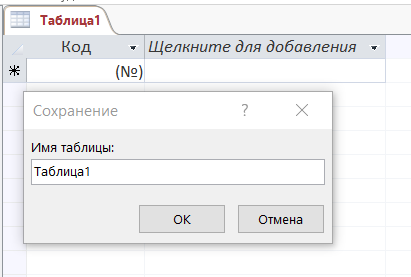 Таблица1
Код Щелкните для добавления
(№)
Сохранение
Имя таблицы:
Таблица1
ОК Отмена